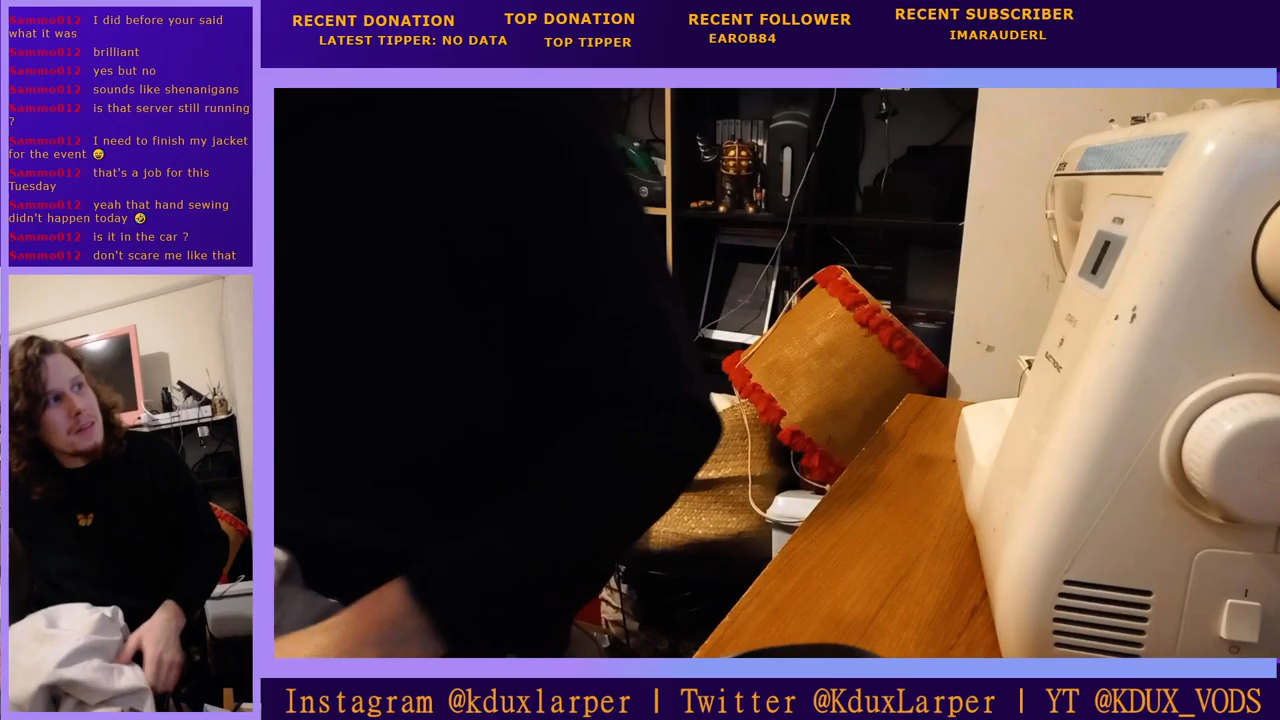 Sammo012 I did before your said
what it was
Sammo012 brilliant
Sammo012 yes but no
Sammo012 sounds like shenanigans
Sammo012 is that server still running
?
Sammo012 I need to finish my jacket
for the event 😅
Sammo012 that's a job for this
Tuesday
Sammo012 yeah that hand sewing
didn't happen today 🤣
Sammo012 is it in the car ?
Sammo012 don't scare me like that
RECENT DONATION
LATEST TIPPER: NO DATA
TOP DONATION
TOP TIPPER
RECENT FOLLOWER
EAROB84
RECENT SUBSCRIBER
IMARAUDERL
Instagram @kduxlarper | Twitter @KduxLarper | YT @KDUX_VODS